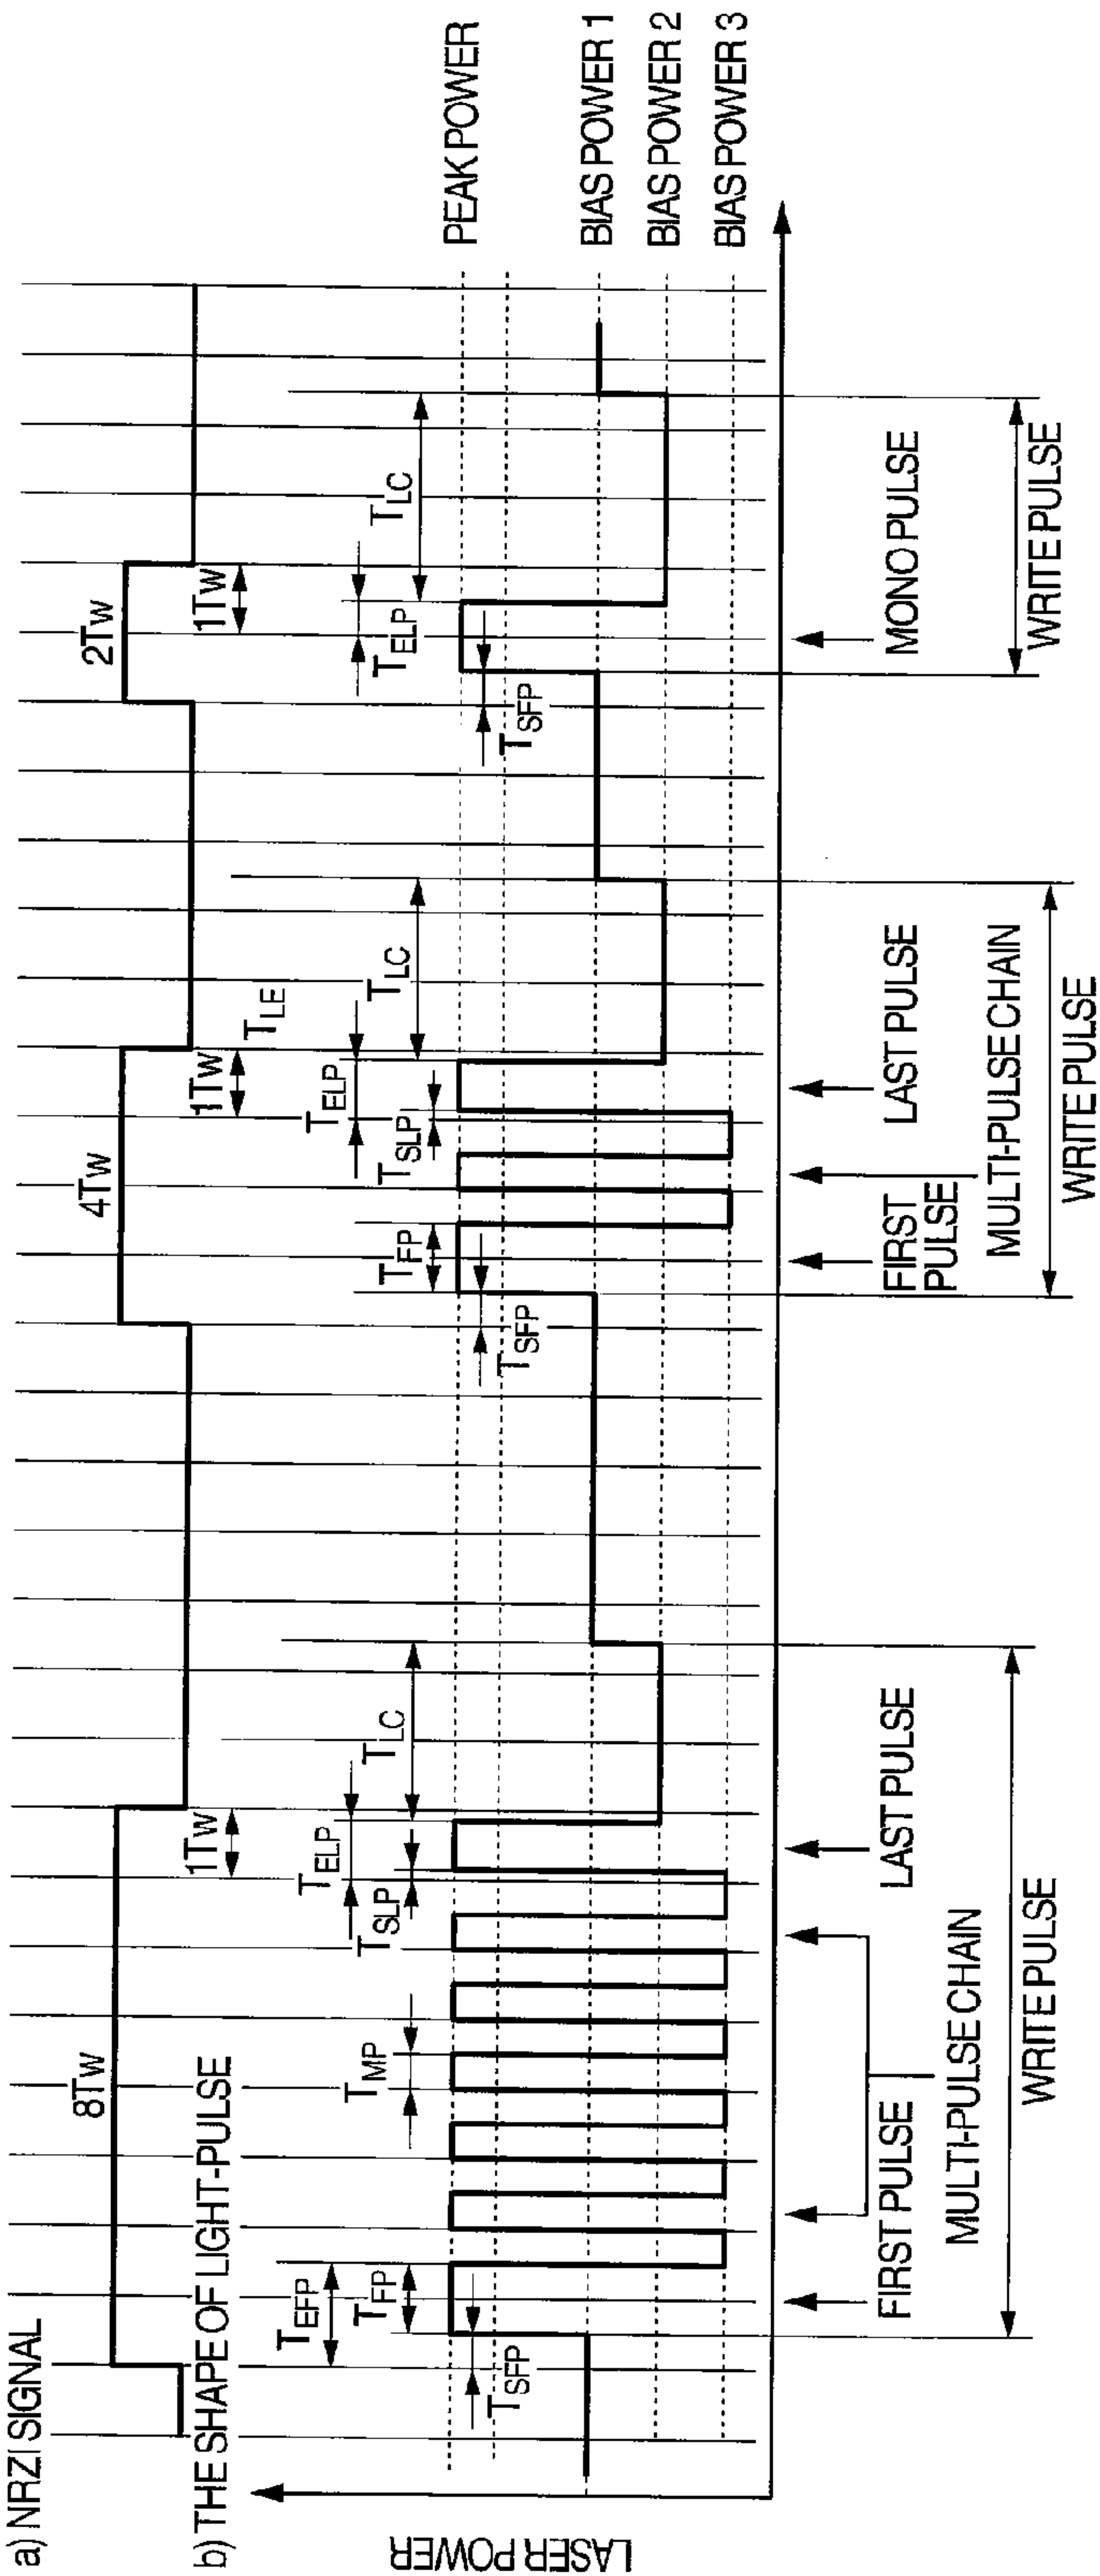 a) NRZI SIGNAL
8TW
4TW
2TW
1TW
1TW
1TW
TLE
b) THE SHAPE OF LIGHT-PULSE
TEFP
TFP
TSFP
TMP
TELP
TSLP
TLC
TSFP
TFP
TELP
TSLP
TLC
TSFP
TELP
TLC
PEAK POWER
BIAS POWER 1
BIAS POWER 2
BIAS POWER 3
LASER POWER
FIRST PULSE
LAST PULSE
MULTI-PULSE CHAIN
WRITE PULSE
FIRST
PULSE
LAST PULSE
MULTI-PULSE CHAIN
WRITE PULSE
MONO PULSE
WRITE PULSE